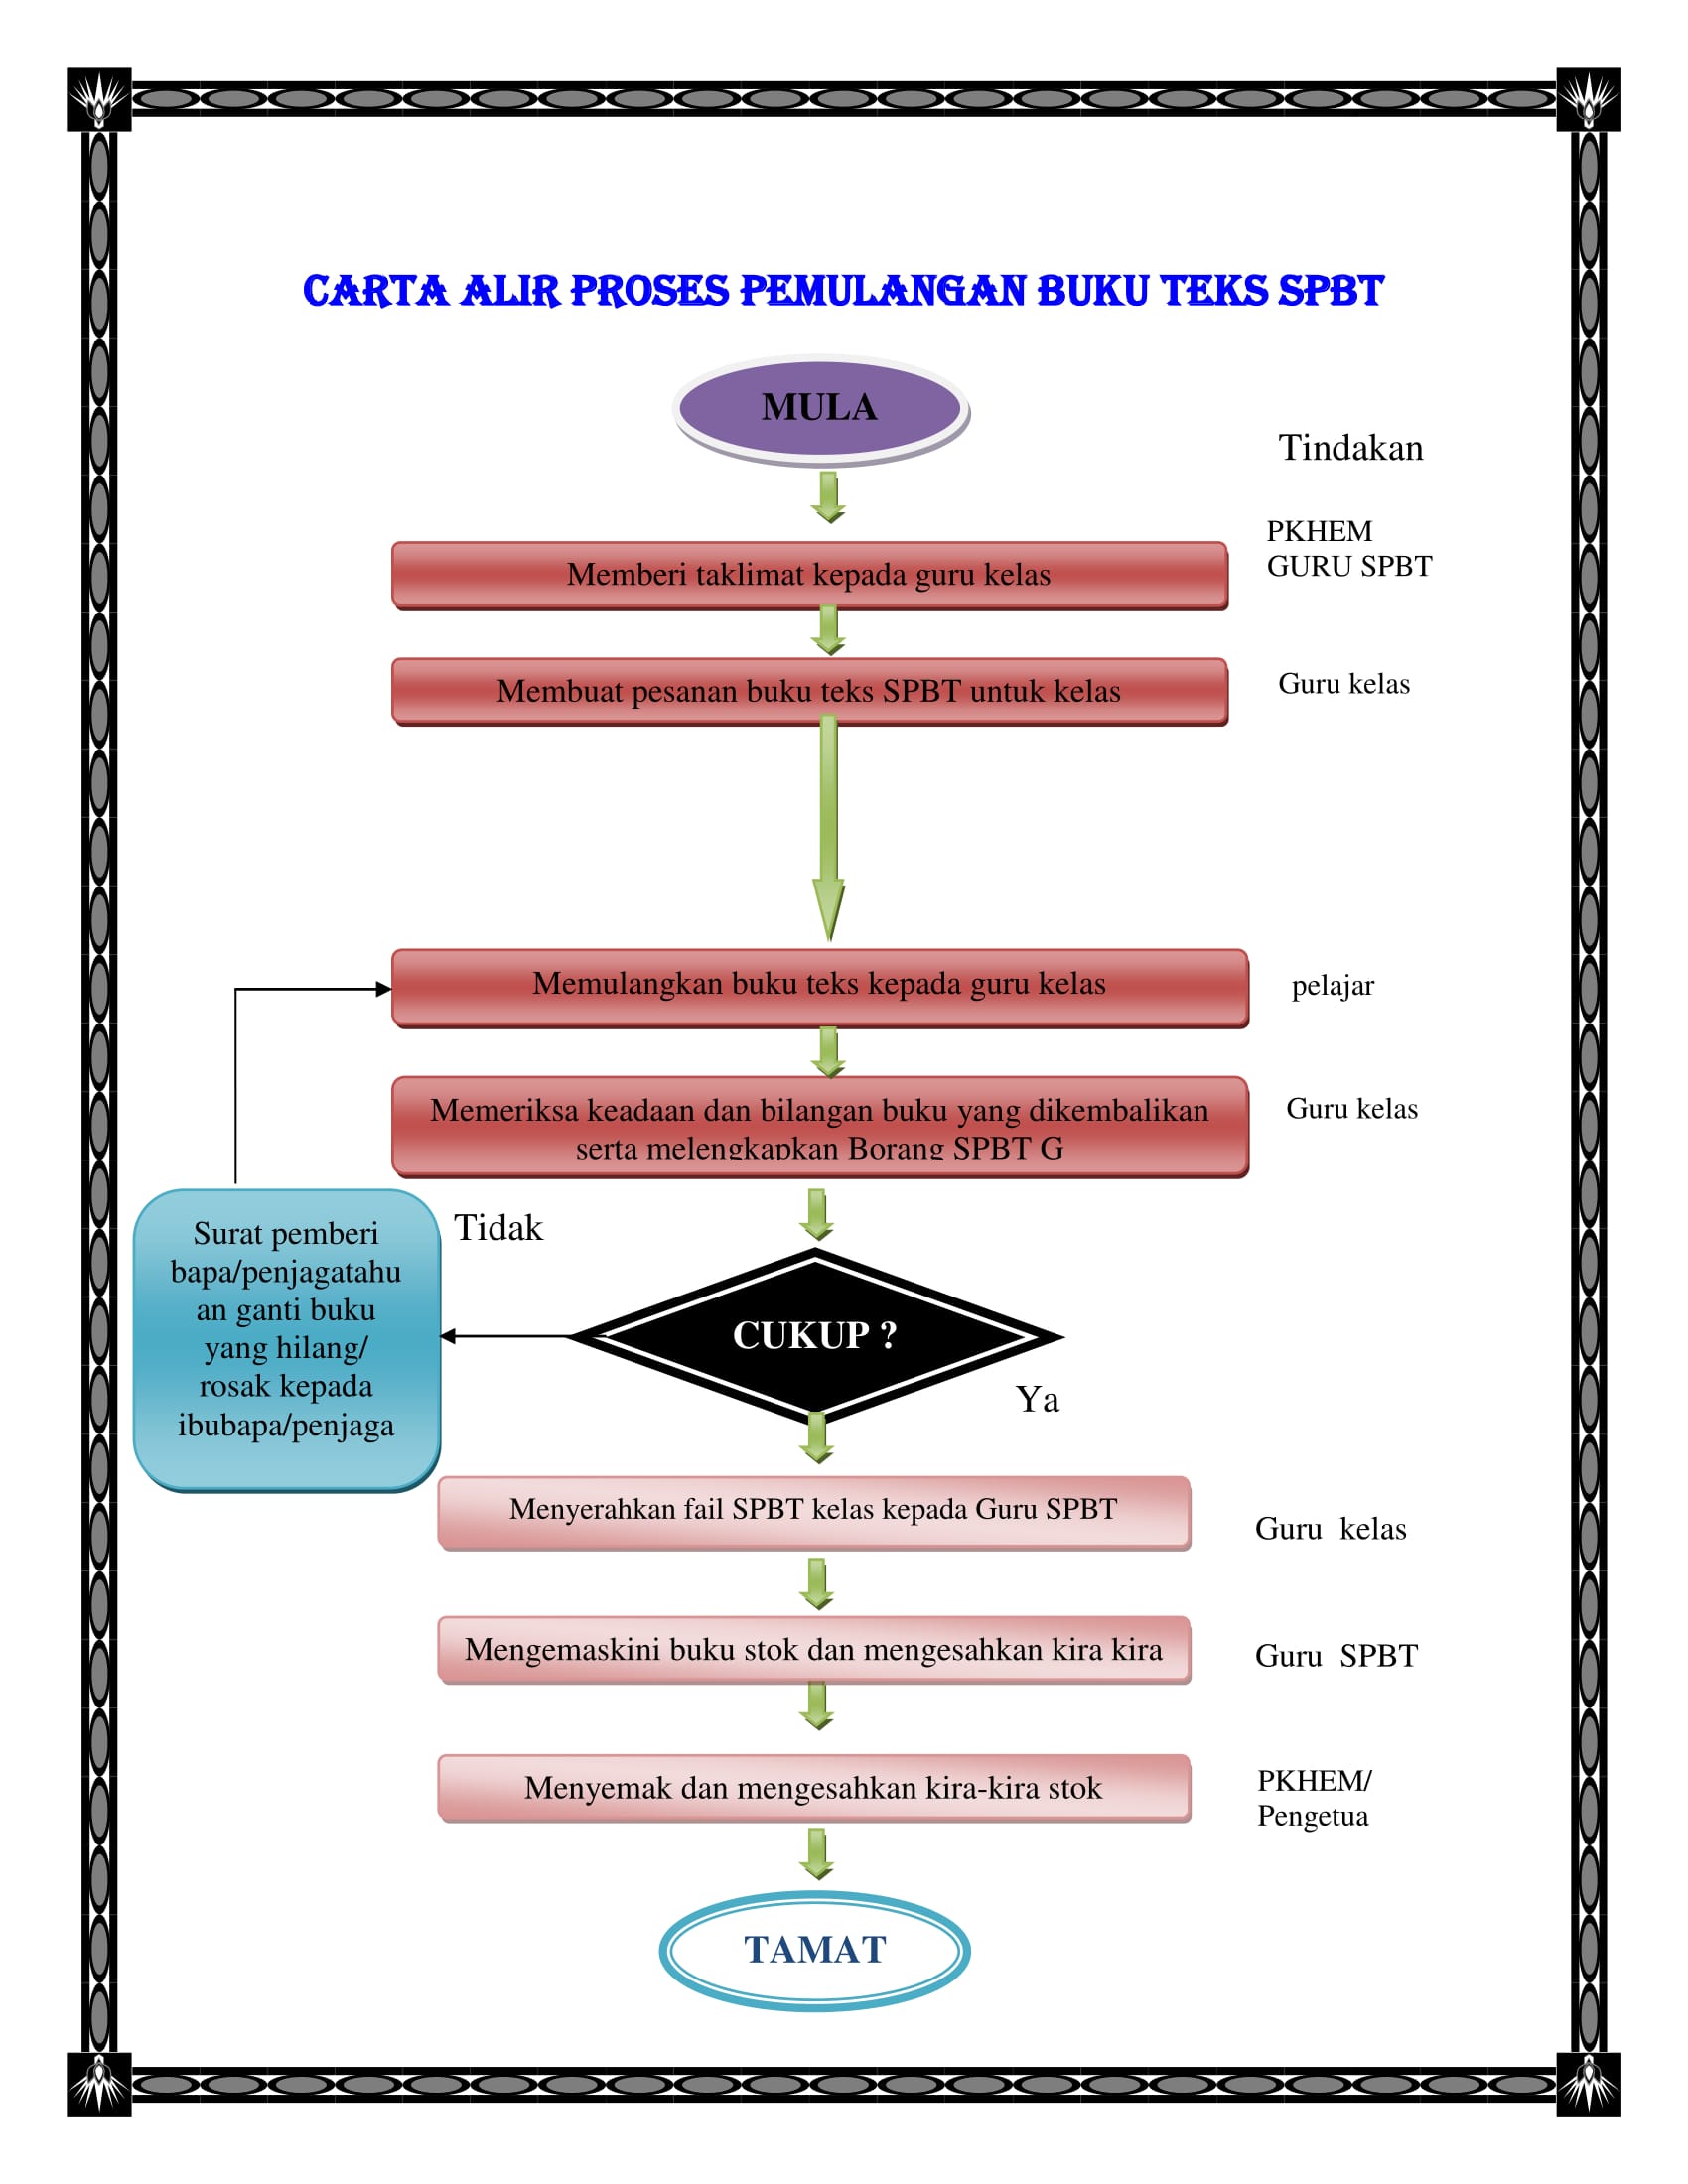 CARTA ALIR PROSES PEMULANGAN BUKU TEKS SPBT
MULA
Tindakan
PKHEM
GURU SPBT
Memberi taklimat kepada guru kelas
Membuat pesanan buku teks SPBT untuk kelas
Guru kelas
Memulangkan buku teks kepada guru kelas
pelajar
Memeriksa keadaan dan bilangan buku yang dikembalikan
serta melengkapkan Borang SPBT G
Guru kelas
Surat pemberi
bapa/penjagatahu
an ganti buku
yang hilang/
rosak kepada
ibubapa/penjaga
Tidak
CUKUP ?
Ya
Menyerahkan fail SPBT kelas kepada Guru SPBT
Guru  kelas
Mengemaskini buku stok dan mengesahkan kira kira
Guru  SPBT
Menyemak dan mengesahkan kira-kira stok
PKHEM/
Pengetua
TAMAT